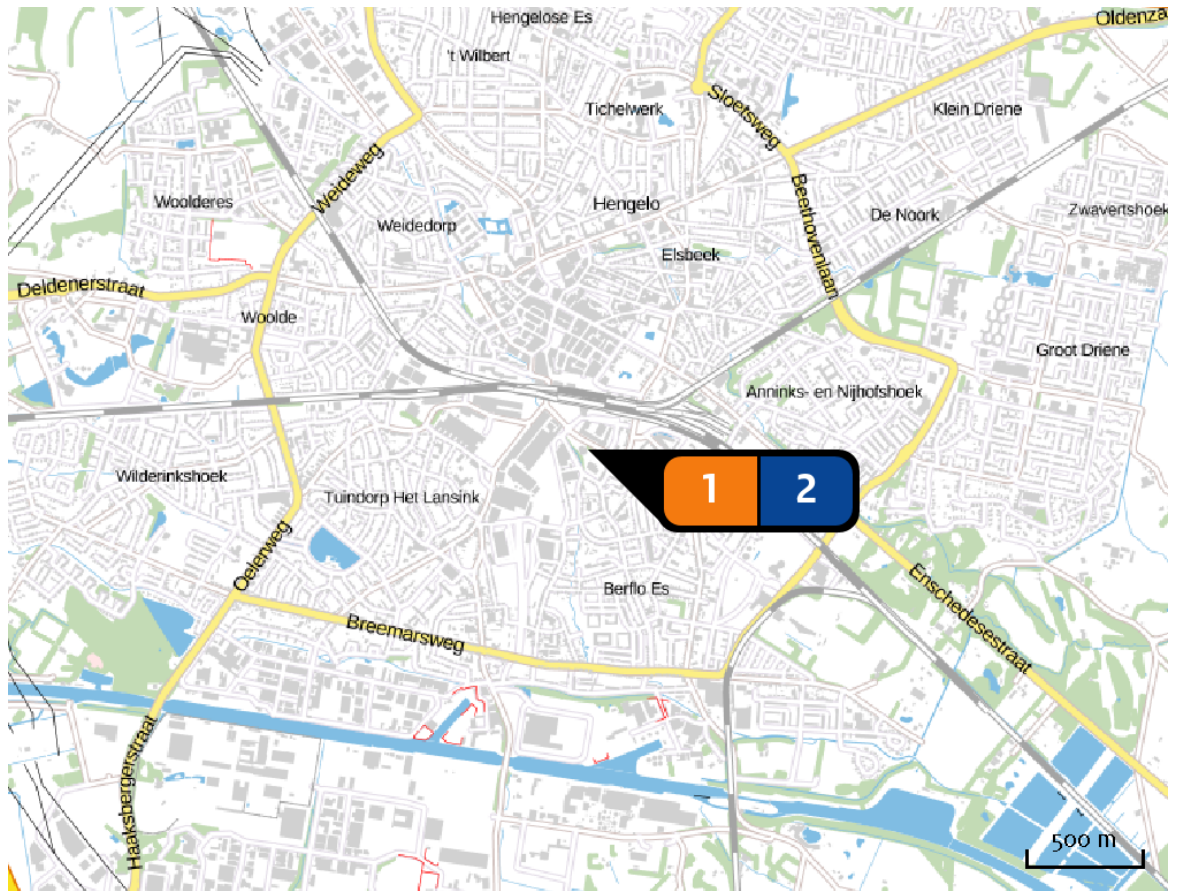 Hengelose Es
Oldenza
't Wilbert
Tichelwerk
Sloetsweg
Klein Driene
Weideweg
Woolderes
Beethovenlaan
Hengelo
De Noork
Zwavertshoek
Weidedorp
Elsbeek
Deldenerstraat
Woolde
Groot Driene
Anninks- en Nijhofshoek
Wilderinkshoek
Tuindorp Het Lansink
1
2
Oelerweg
Berflo Es
Enschedesestraat
Breemarsweg
Haaksbergerstraat
500 m